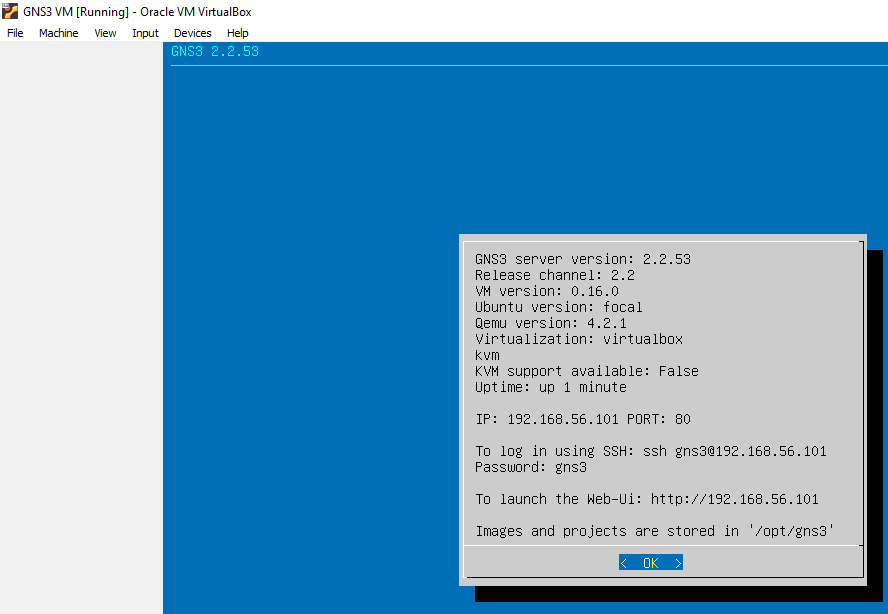 GNS3 VM [Running] - Oracle VM VirtualBox
File Machine View Input Devices Help
GNS3 2.2.53
GNS3 server version: 2.2.53
Release channel: 2.2
VM version: 0.16.0
Ubuntu version: focal
Qemu version: 4.2.1
Virtualization: virtualbox
kvm
KVM support available: False
Uptime: up 1 minute
IP: 192.168.56.101 PORT: 80
To log in using SSH: ssh gns3@192.168.56.101
Password: gns3
To launch the Web-Ui: http://192.168.56.101
Images and projects are stored in '/opt/gns3'
< OK >